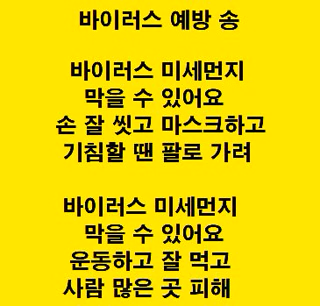 바이러스 예방 송
바이러스 미세먼지
막을 수 있어요
손 잘 씻고 마스크하고
기침할 땐 팔로 가려
바이러스 미세먼지
막을 수 있어요
운동하고 잘 먹고
사람 많은 곳 피해